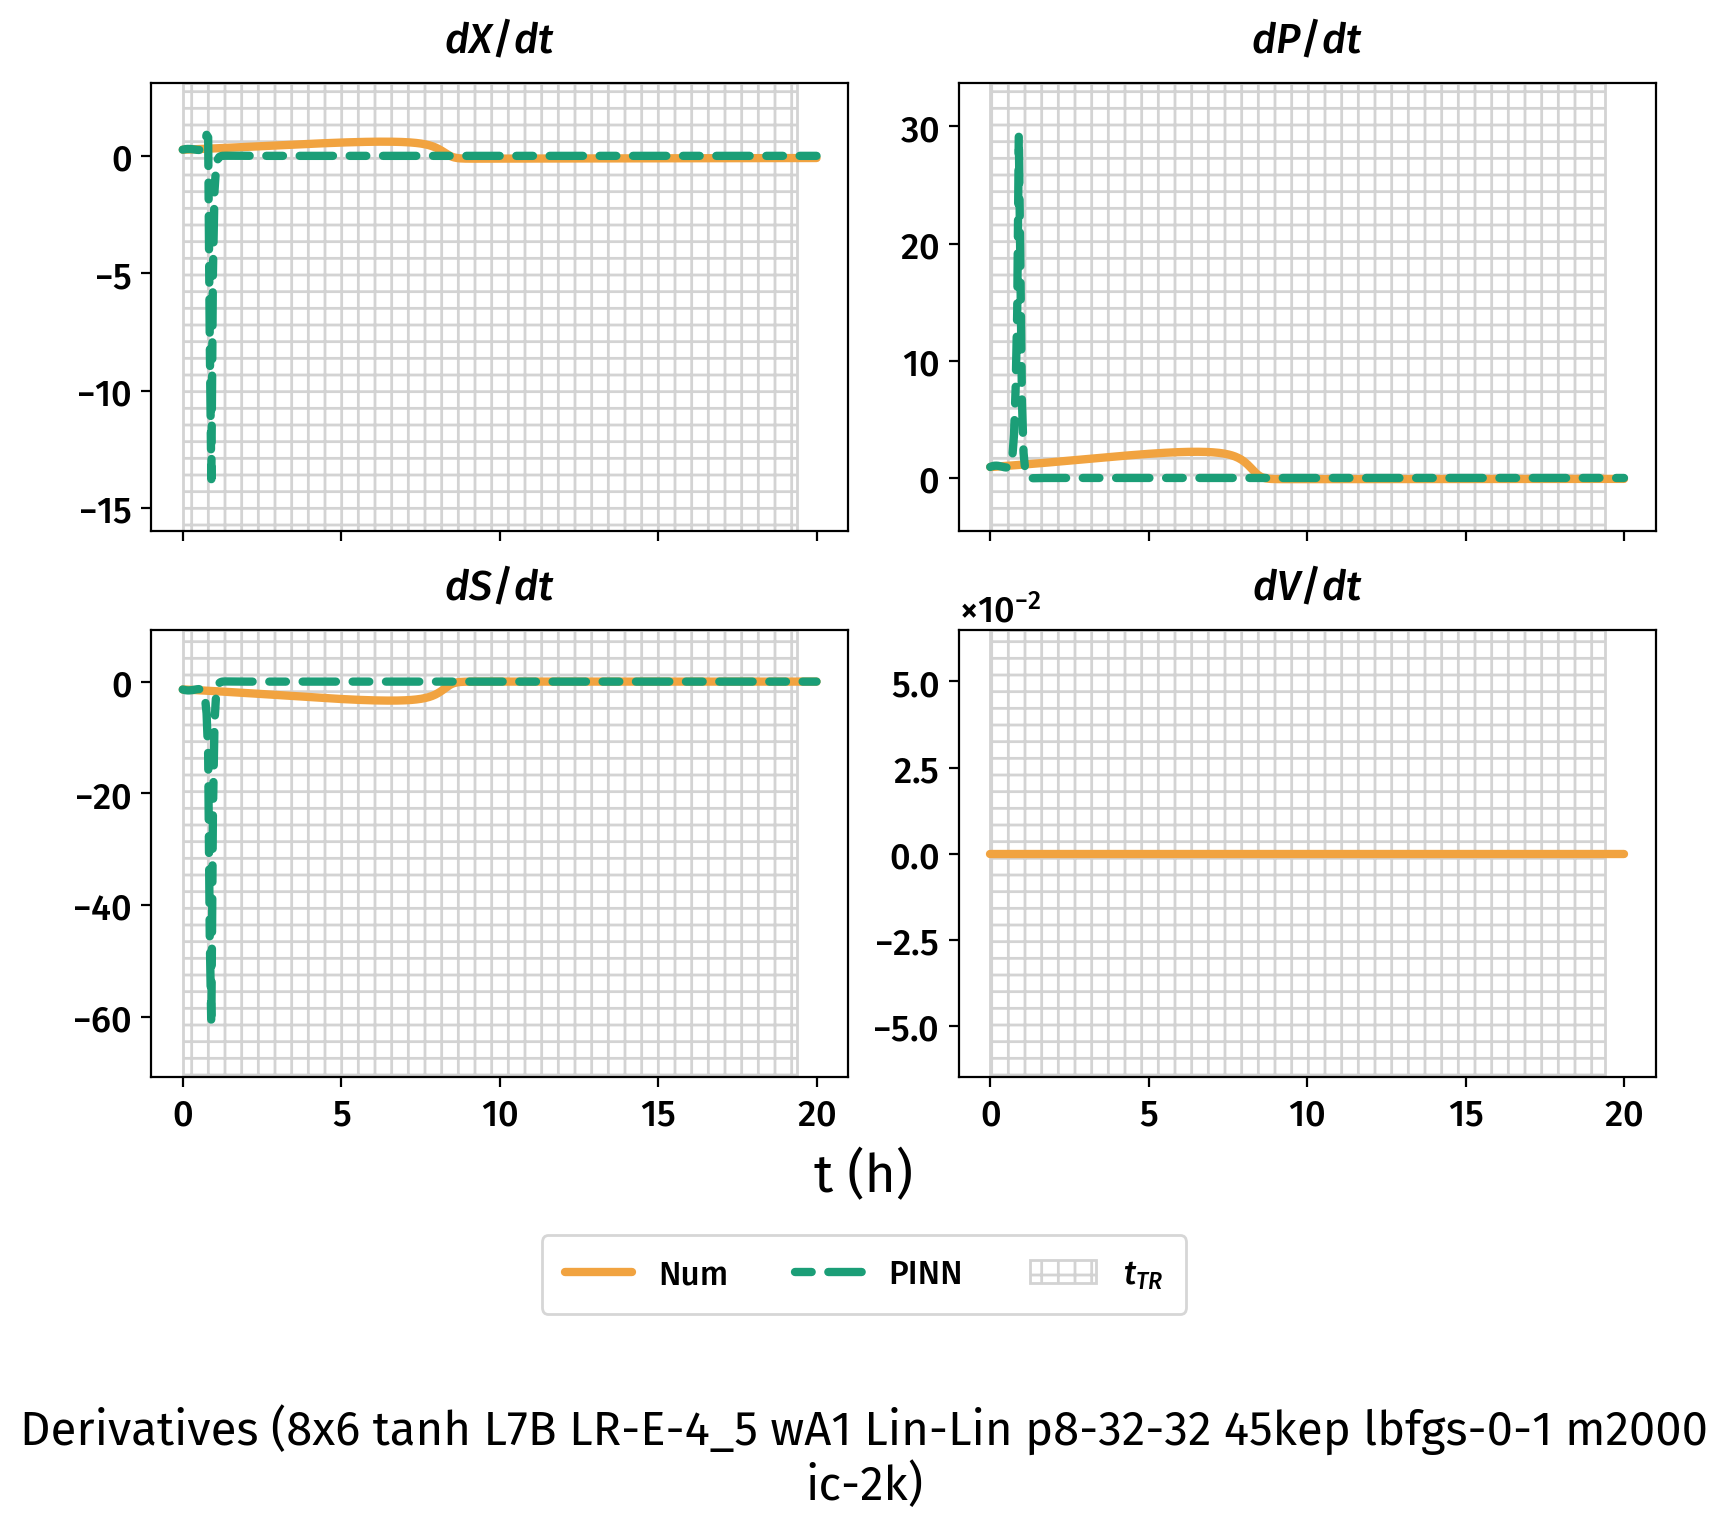 dX/dt
dP/dt
0
−5
−10
−15
30
20
10
0
dS/dt
dV/dt
×10⁻²
0
−20
−40
−60
5.0
2.5
0.0
−2.5
−5.0
0 5 10 15 20
0 5 10 15 20
t (h)
Num PINN t_TR
Derivatives (8x6 tanh L7B LR-E-4_5 wA1 Lin-Lin p8-32-32 45kep lbfgs-0-1 m2000
ic-2k)